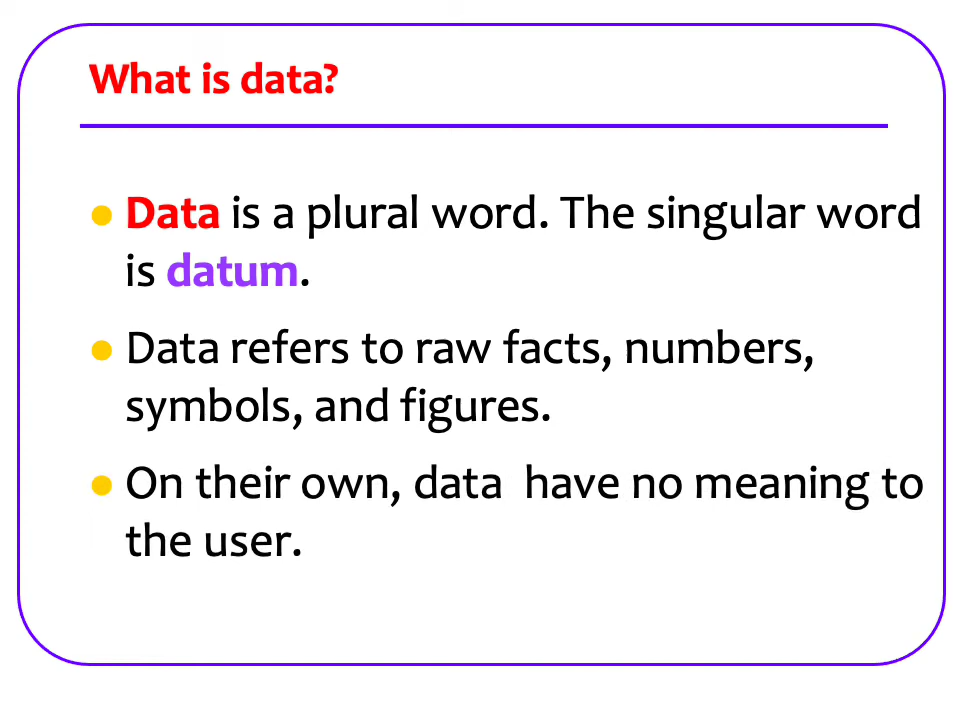 What is data?
Data is a plural word. The singular word
is datum.
Data refers to raw facts, numbers,
symbols, and figures.
On their own, data  have no meaning to
the user.